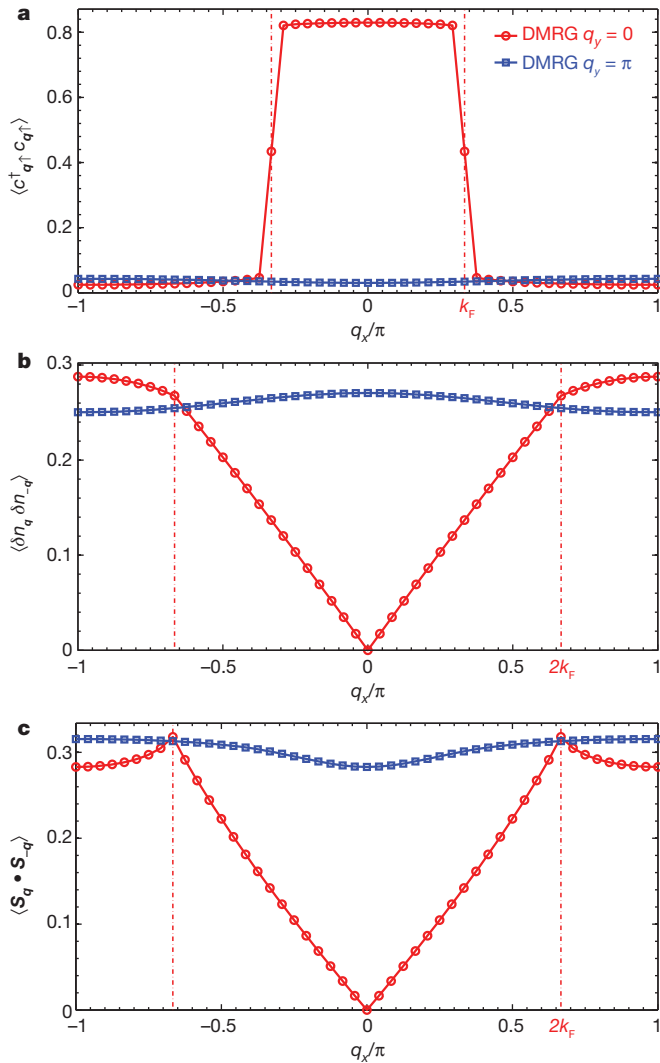 a
0.8
0.6
0.4
0.2
0
⟨c†q↑ cq↑⟩
DMRG qy = 0
DMRG qy = π
−1 −0.5 0 kF 0.5 1
qx/π
b
0.3
0.2
0.1
0
⟨δnq δn−q⟩
−1 −0.5 0 0.5 2kF 1
qx/π
c
0.3
0.2
0.1
0
⟨Sq • S−q⟩
−1 −0.5 0 0.5 2kF 1
qx/π